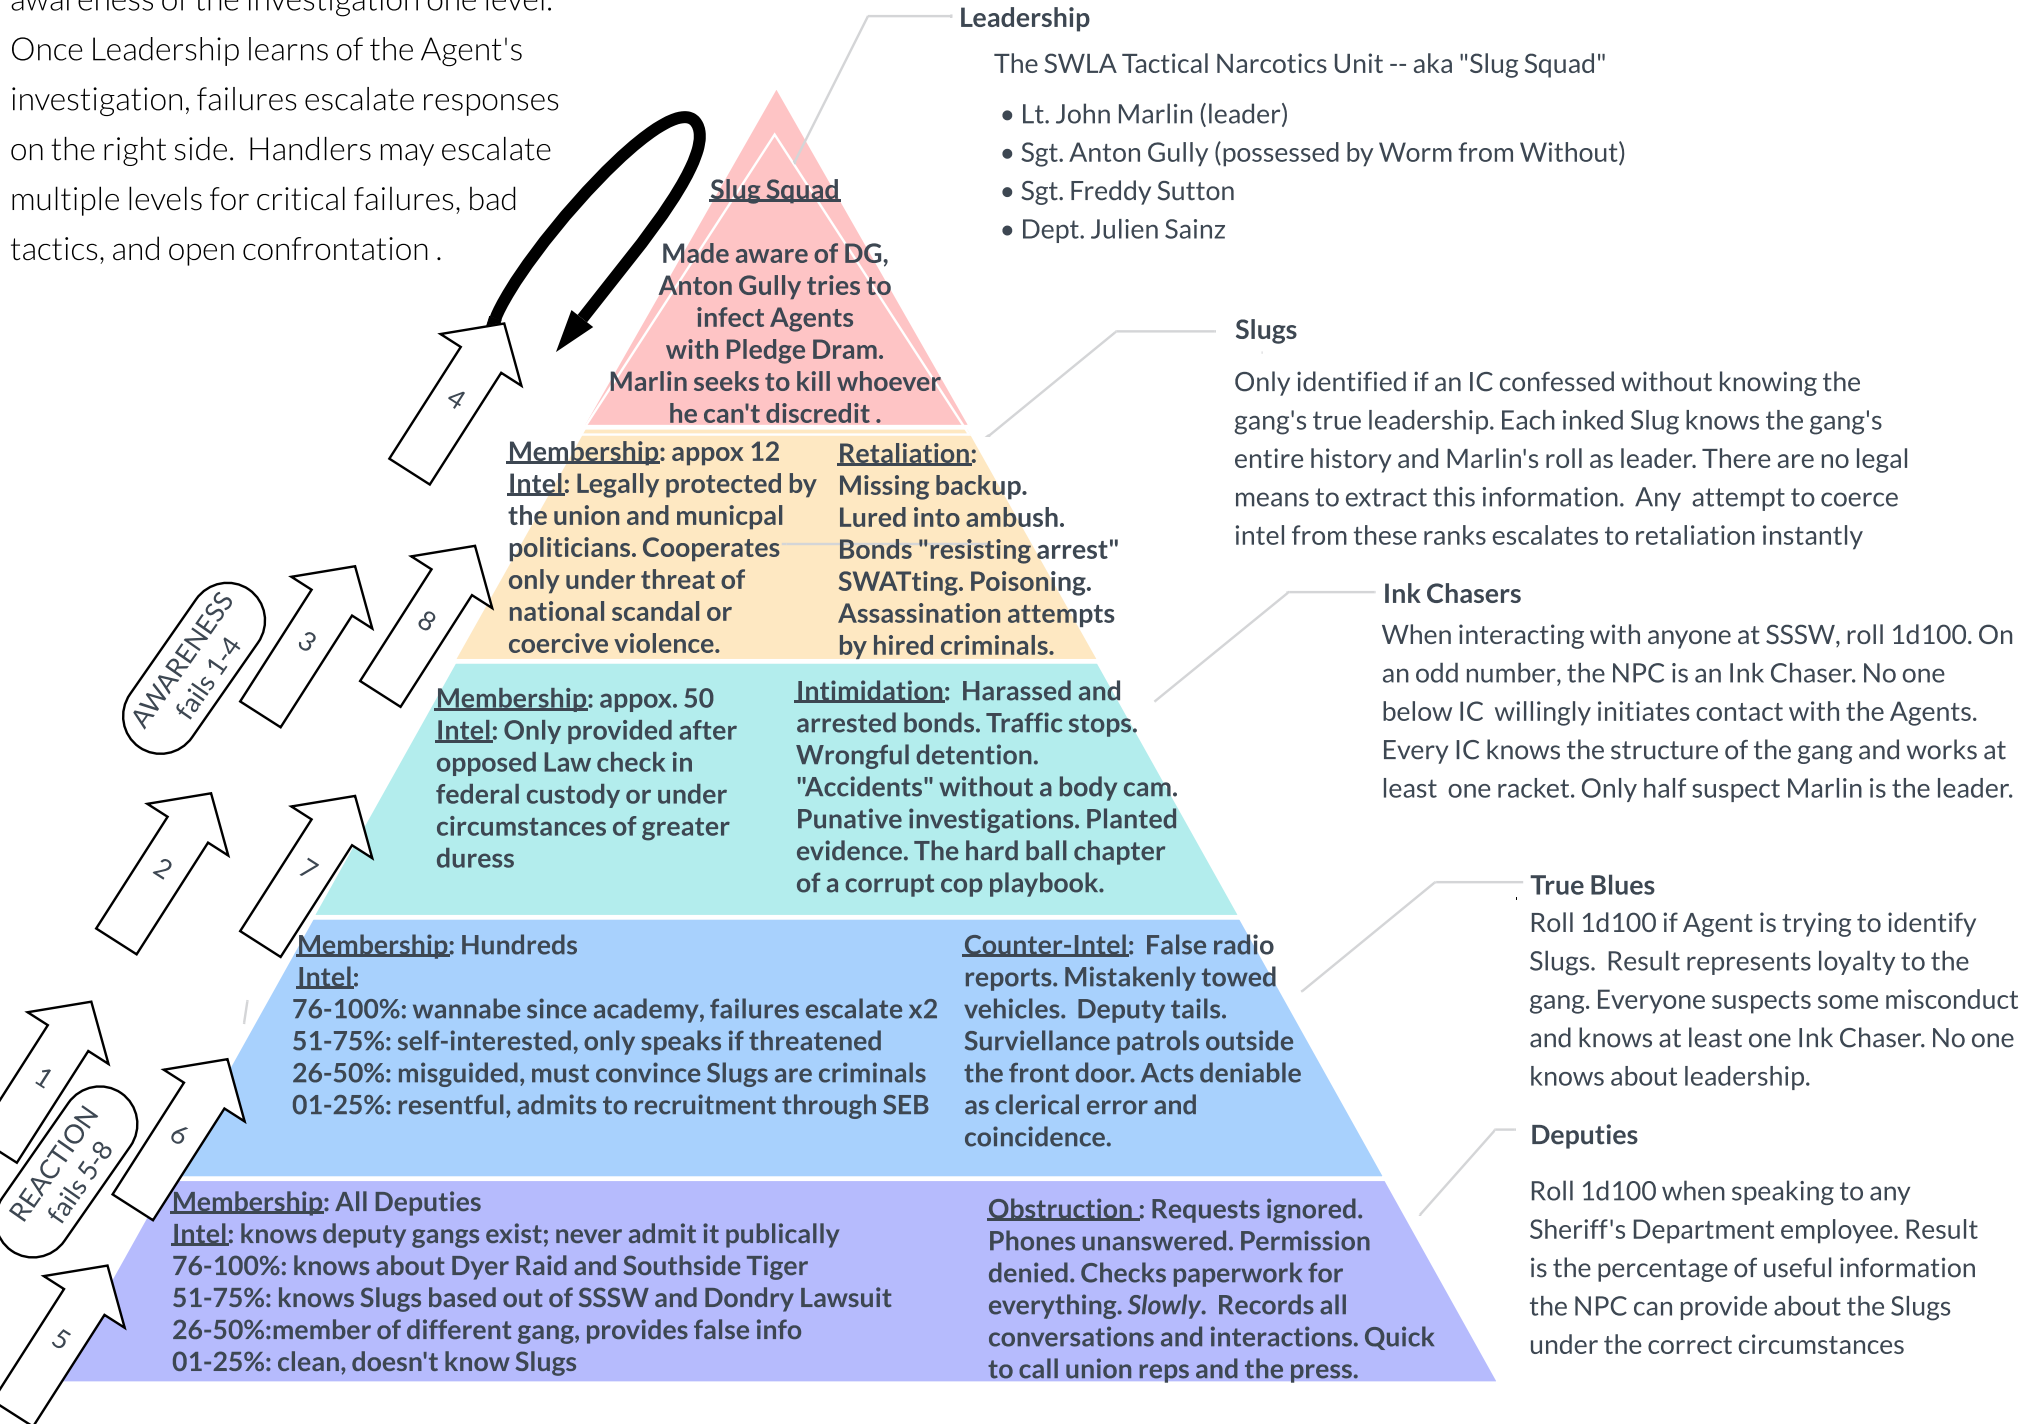 awareness of the investigation one level.
Once Leadership learns of the Agent's
investigation, failures escalate responses
on the right side. Handlers may escalate
multiple levels for critical failures, bad
tactics, and open confrontation .
Leadership
The SWLA Tactical Narcotics Unit -- aka "Slug Squad"
• Lt. John Marlin (leader)
• Sgt. Anton Gully (possessed by Worm from Without)
• Sgt. Freddy Sutton
• Dept. Julien Sainz
Slug Squad
Made aware of DG,
Anton Gully tries to
infect Agents
with Pledge Dram.
Marlin seeks to kill whoever
he can't discredit .
4
Slugs
Only identified if an IC confessed without knowing the
gang's true leadership. Each inked Slug knows the gang's
entire history and Marlin's roll as leader. There are no legal
means to extract this information. Any attempt to coerce
intel from these ranks escalates to retaliation instantly
Membership: appox 12
Intel: Legally protected by
the union and municpal
politicians. Cooperates
only under threat of
national scandal or
coercive violence.
Retaliation:
Missing backup.
Lured into ambush.
Bonds "resisting arrest"
SWATting. Poisoning.
Assassination attempts
by hired criminals.
AWARENESS
fails 1-4
3
8
Ink Chasers
When interacting with anyone at SSSW, roll 1d100. On
an odd number, the NPC is an Ink Chaser. No one
below IC willingly initiates contact with the Agents.
Every IC knows the structure of the gang and works at
least one racket. Only half suspect Marlin is the leader.
Membership: appox. 50
Intel: Only provided after
opposed Law check in
federal custody or under
circumstances of greater
duress
Intimidation: Harassed and
arrested bonds. Traffic stops.
Wrongful detention.
"Accidents" without a body cam.
Punative investigations. Planted
evidence. The hard ball chapter
of a corrupt cop playbook.
2
7
True Blues
Roll 1d100 if Agent is trying to identify
Slugs. Result represents loyalty to the
gang. Everyone suspects some misconduct
and knows at least one Ink Chaser. No one
knows about leadership.
Membership: Hundreds
Intel:
76-100%: wannabe since academy, failures escalate x2
51-75%: self-interested, only speaks if threatened
26-50%: misguided, must convince Slugs are criminals
01-25%: resentful, admits to recruitment through SEB
Counter-Intel: False radio
reports. Mistakenly towed
vehicles. Deputy tails.
Surviellance patrols outside
the front door. Acts deniable
as clerical error and
coincidence.
1
REACTION
fails 5-8
6
Deputies
Roll 1d100 when speaking to any
Sheriff's Department employee. Result
is the percentage of useful information
the NPC can provide about the Slugs
under the correct circumstances
Membership: All Deputies
Intel: knows deputy gangs exist; never admit it publically
76-100%: knows about Dyer Raid and Southside Tiger
51-75%: knows Slugs based out of SSSW and Dondry Lawsuit
26-50%:member of different gang, provides false info
01-25%: clean, doesn't know Slugs
Obstruction : Requests ignored.
Phones unanswered. Permission
denied. Checks paperwork for
everything. Slowly. Records all
conversations and interactions. Quick
to call union reps and the press.
5